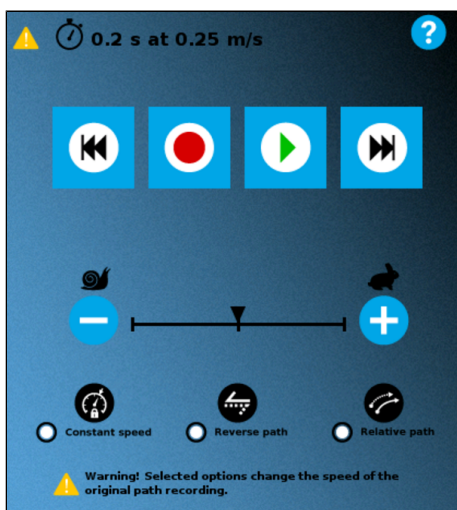 0.2 s at 0.25 m/s
?
Constant speed
Reverse path
Relative path
Warning! Selected options change the speed of the
original path recording.